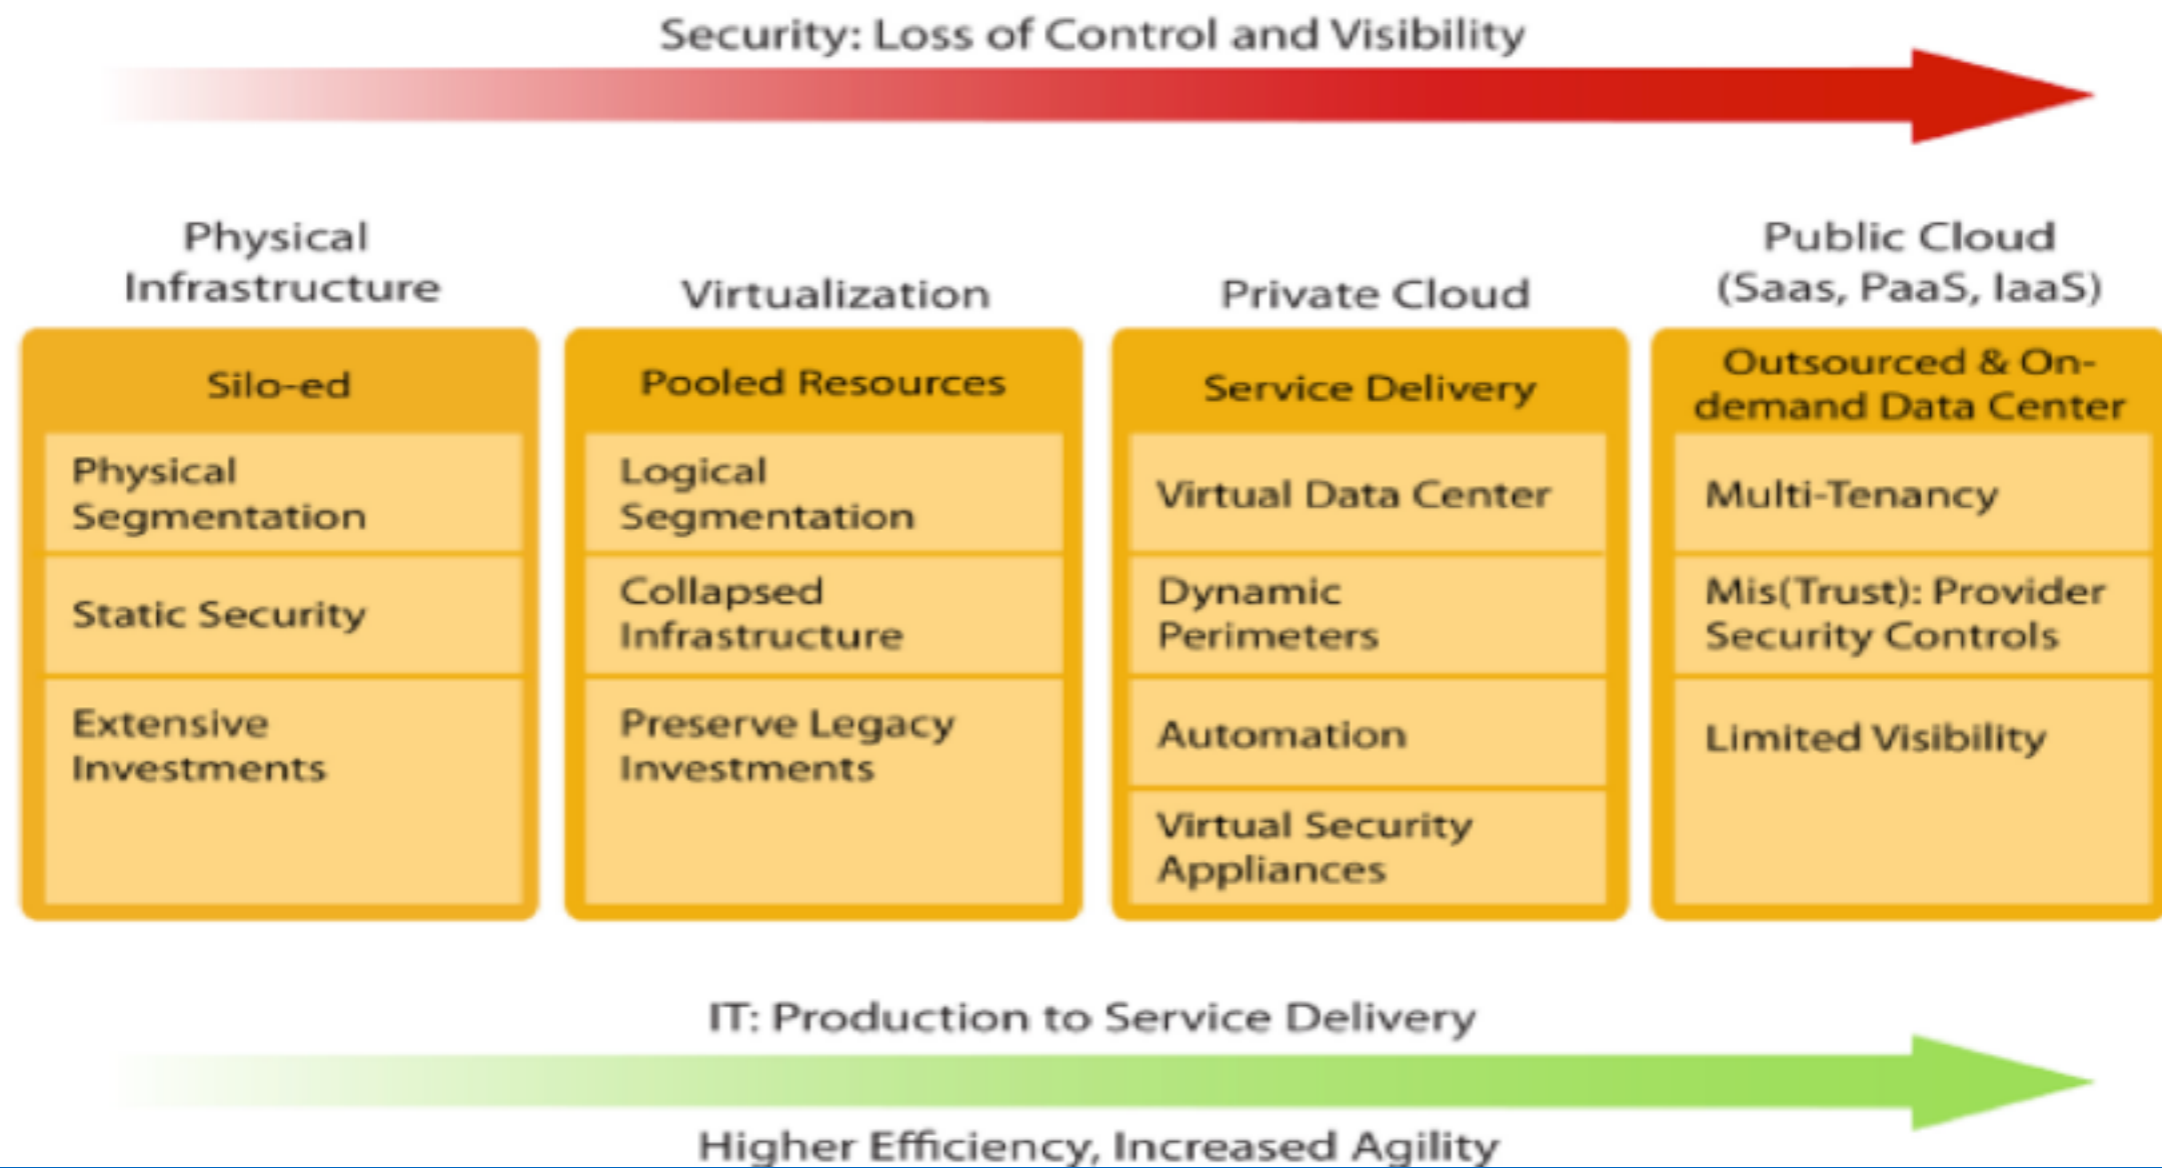 Security: Loss of Control and Visibility
Physical
Infrastructure
Virtualization
Private Cloud
Public Cloud
(Saas, PaaS, IaaS)
Silo-ed
Physical
Segmentation
Static Security
Extensive
Investments
Pooled Resources
Logical
Segmentation
Collapsed
Infrastructure
Preserve Legacy
Investments
Service Delivery
Virtual Data Center
Dynamic
Perimeters
Automation
Virtual Security
Appliances
Outsourced & On-
demand Data Center
Multi-Tenancy
Mis(Trust): Provider
Security Controls
Limited Visibility
IT: Production to Service Delivery
Higher Efficiency, Increased Agility